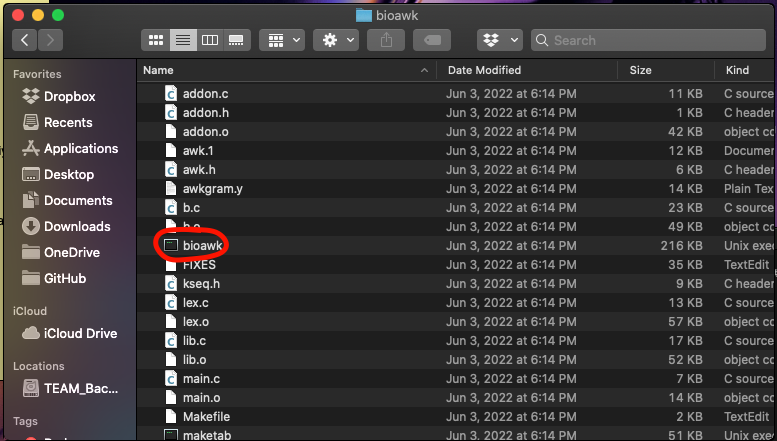 bioawk
Search
Favorites
Dropbox
Recents
Applications
Desktop
Documents
Downloads
OneDrive
GitHub
iCloud
iCloud Drive
Locations
TEAM_Bac...
Tags
Name Date Modified Size Kind
addon.c Jun 3, 2022 at 6:14 PM 11 KB C source
addon.h Jun 3, 2022 at 6:14 PM 1 KB C header
addon.o Jun 3, 2022 at 6:14 PM 42 KB object co
awk.1 Jun 3, 2022 at 6:14 PM 12 KB Docume
awk.h Jun 3, 2022 at 6:14 PM 6 KB C header
awkgram.y Jun 3, 2022 at 6:14 PM 14 KB Plain Text
b.c Jun 3, 2022 at 6:14 PM 23 KB C source
b.o Jun 3, 2022 at 6:14 PM 49 KB object co
bioawk Jun 3, 2022 at 6:14 PM 216 KB Unix exe
FIXES Jun 3, 2022 at 6:14 PM 35 KB TextEdit
kseq.h Jun 3, 2022 at 6:14 PM 9 KB C header
lex.c Jun 3, 2022 at 6:14 PM 13 KB C source
lex.o Jun 3, 2022 at 6:14 PM 57 KB object co
lib.c Jun 3, 2022 at 6:14 PM 17 KB C source
lib.o Jun 3, 2022 at 6:14 PM 52 KB object co
main.c Jun 3, 2022 at 6:14 PM 7 KB C source
main.o Jun 3, 2022 at 6:14 PM 38 KB object co
Makefile Jun 3, 2022 at 6:14 PM 2 KB TextEdit
maketab Jun 3, 2022 at 6:14 PM 19 KB Unix exe